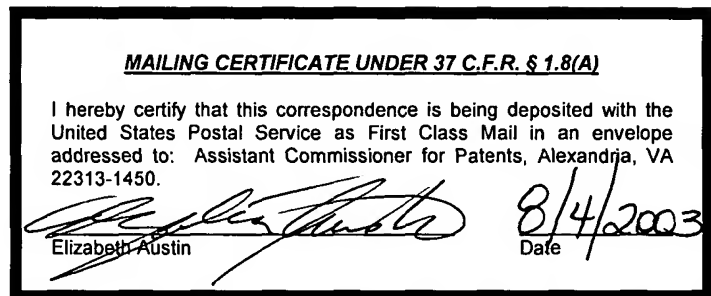 MAILING CERTIFICATE UNDER 37 C.F.R. § 1.8(A)
I hereby certify that this correspondence is being deposited with the
United States Postal Service as First Class Mail in an envelope
addressed to: Assistant Commissioner for Patents, Alexandria, VA
22313-1450.
8/4/2003
Elizabeth Austin Date